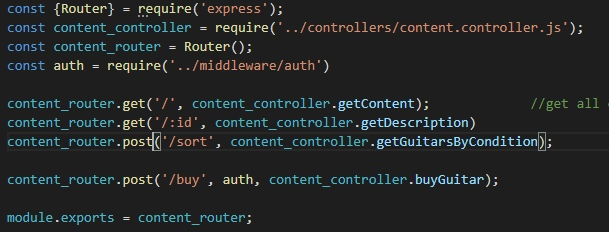 const {Router} = require('express');
const content_controller = require('../controllers/content.controller.js');
const content_router = Router();
const auth = require('../middleware/auth')
content_router.get('/', content_controller.getContent); //get all
content_router.get('/:id', content_controller.getDescription)
content_router.post('/sort', content_controller.getGuitarsByCondition);
content_router.post('/buy', auth, content_controller.buyGuitar);
module.exports = content_router;